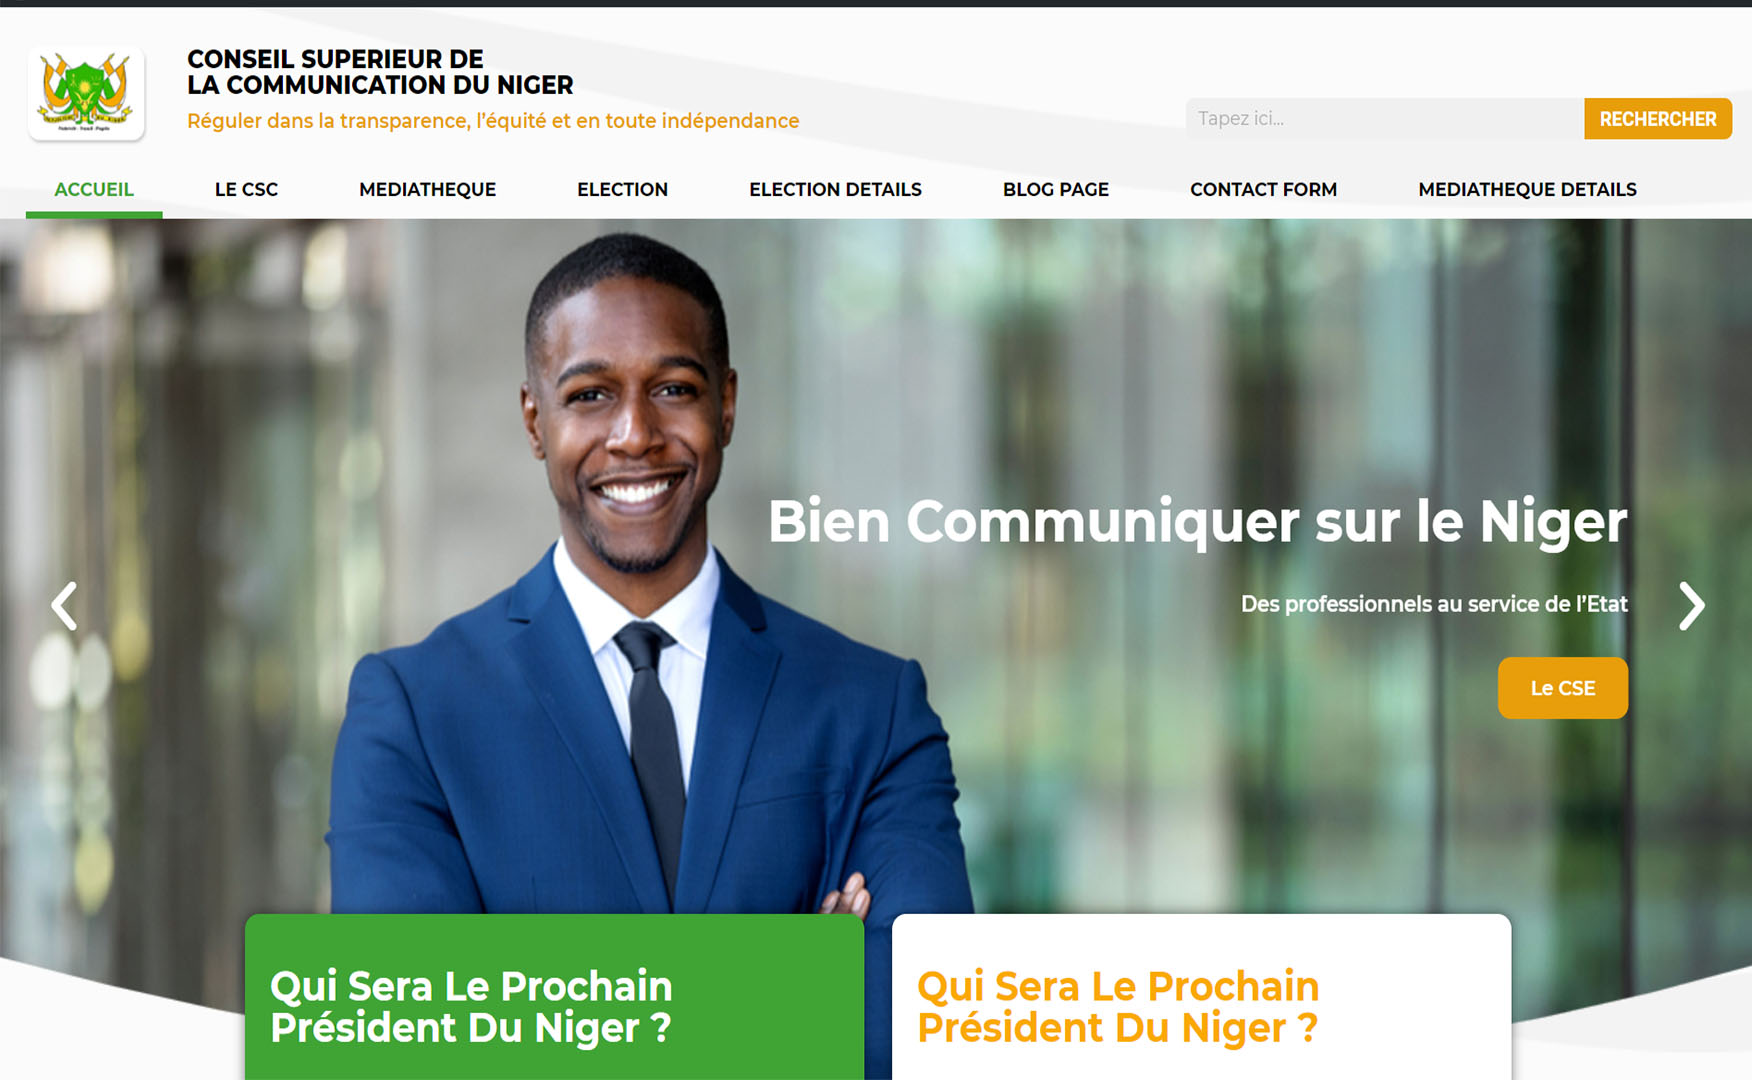 CONSEIL SUPERIEUR DE
LA COMMUNICATION DU NIGER
Réguler dans la transparence, l’équité et en toute indépendance
Tapez ici...
RECHERCHER
ACCUEIL LE CSC MEDIATHEQUE ELECTION ELECTION DETAILS BLOG PAGE CONTACT FORM MEDIATHEQUE DETAILS
Bien Communiquer sur le Niger
Des professionnels au service de l’Etat
Le CSE
Qui Sera Le Prochain
Président Du Niger ?
Qui Sera Le Prochain
Président Du Niger ?